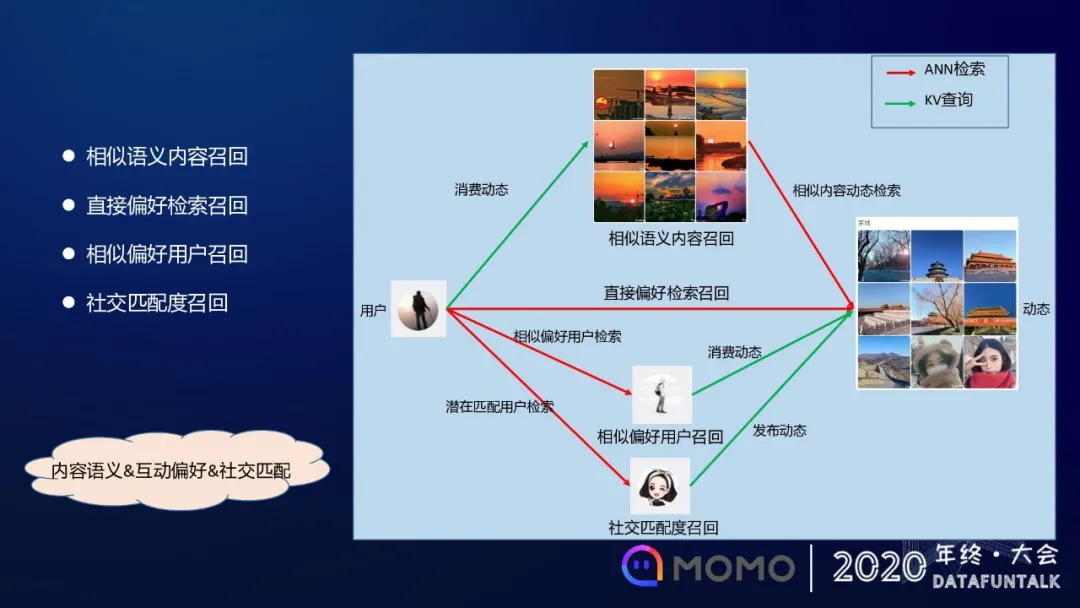 相似语义内容召回
直接偏好检索召回
相似偏好用户召回
社交匹配度召回
内容语义&互动偏好&社交匹配
ANN检索
KV查询
消费动态
相似内容动态检索
相似语义内容召回
直接偏好检索召回
用户
动态
相似偏好用户检索
消费动态
潜在匹配用户检索
相似偏好用户召回
发布动态
社交匹配度召回
MOMO
2020 年终·大会
DATAFUNTALK